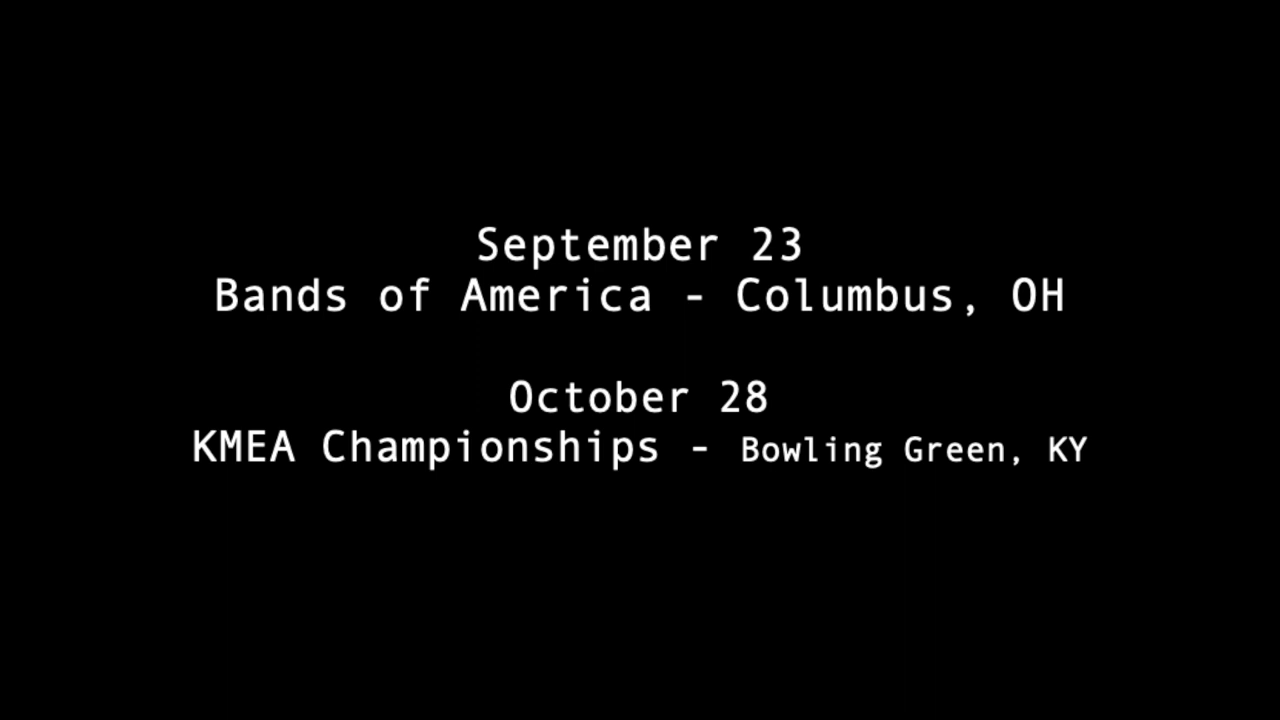 September 23
Bands of America - Columbus, OH
October 28
KMEA Championships - Bowling Green, KY